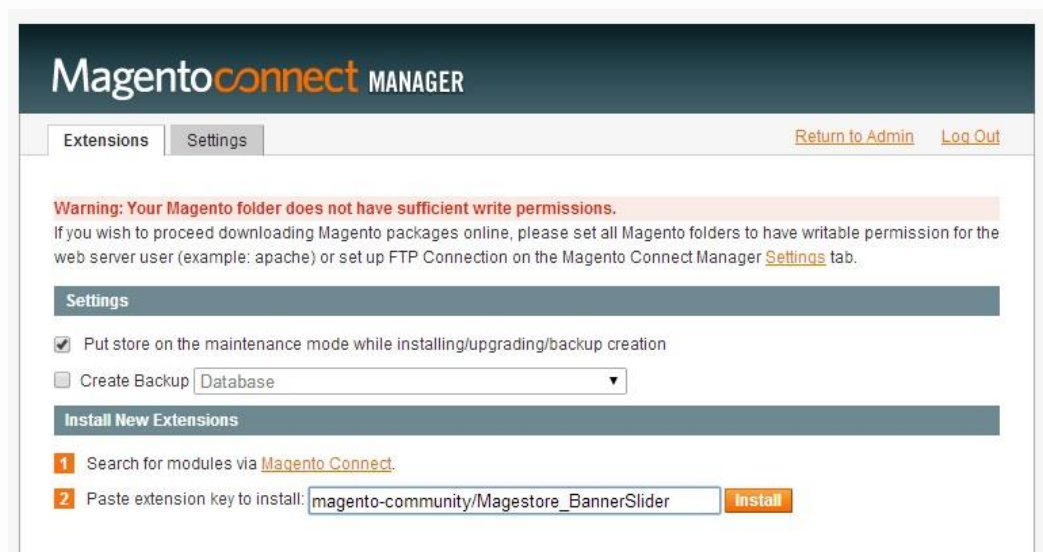 Magentoconnect MANAGER
Extensions Settings Return to Admin Log Out
Warning: Your Magento folder does not have sufficient write permissions.
If you wish to proceed downloading Magento packages online, please set all Magento folders to have writable permission for the
web server user (example: apache) or set up FTP Connection on the Magento Connect Manager Settings tab.
Settings
Put store on the maintenance mode while installing/upgrading/backup creation
Create Backup Database
Install New Extensions
1 Search for modules via Magento Connect.
2 Paste extension key to install: magento-community/Magestore_BannerSlider Install